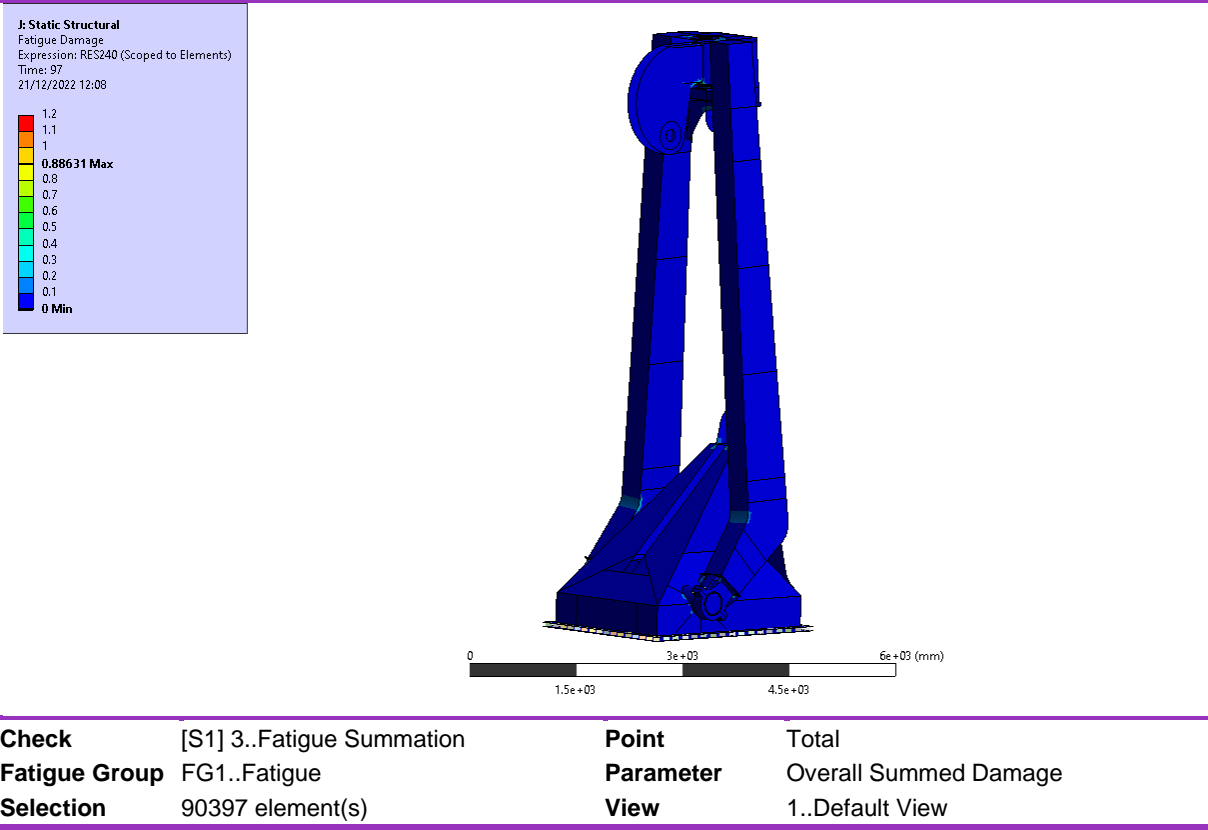 J: Static Structural
Fatigue Damage
Expression: RES240 (Scoped to Elements)
Time: 97
21/12/2022 12:08
1.2
1.1
1
0.88631 Max
0.8
0.7
0.6
0.5
0.4
0.3
0.2
0.1
0 Min
0 3e+03 6e+03 (mm)
1.5e+03 4.5e+03
Check [S1] 3..Fatigue Summation Point Total
Fatigue Group FG1..Fatigue Parameter Overall Summed Damage
Selection 90397 element(s) View 1..Default View